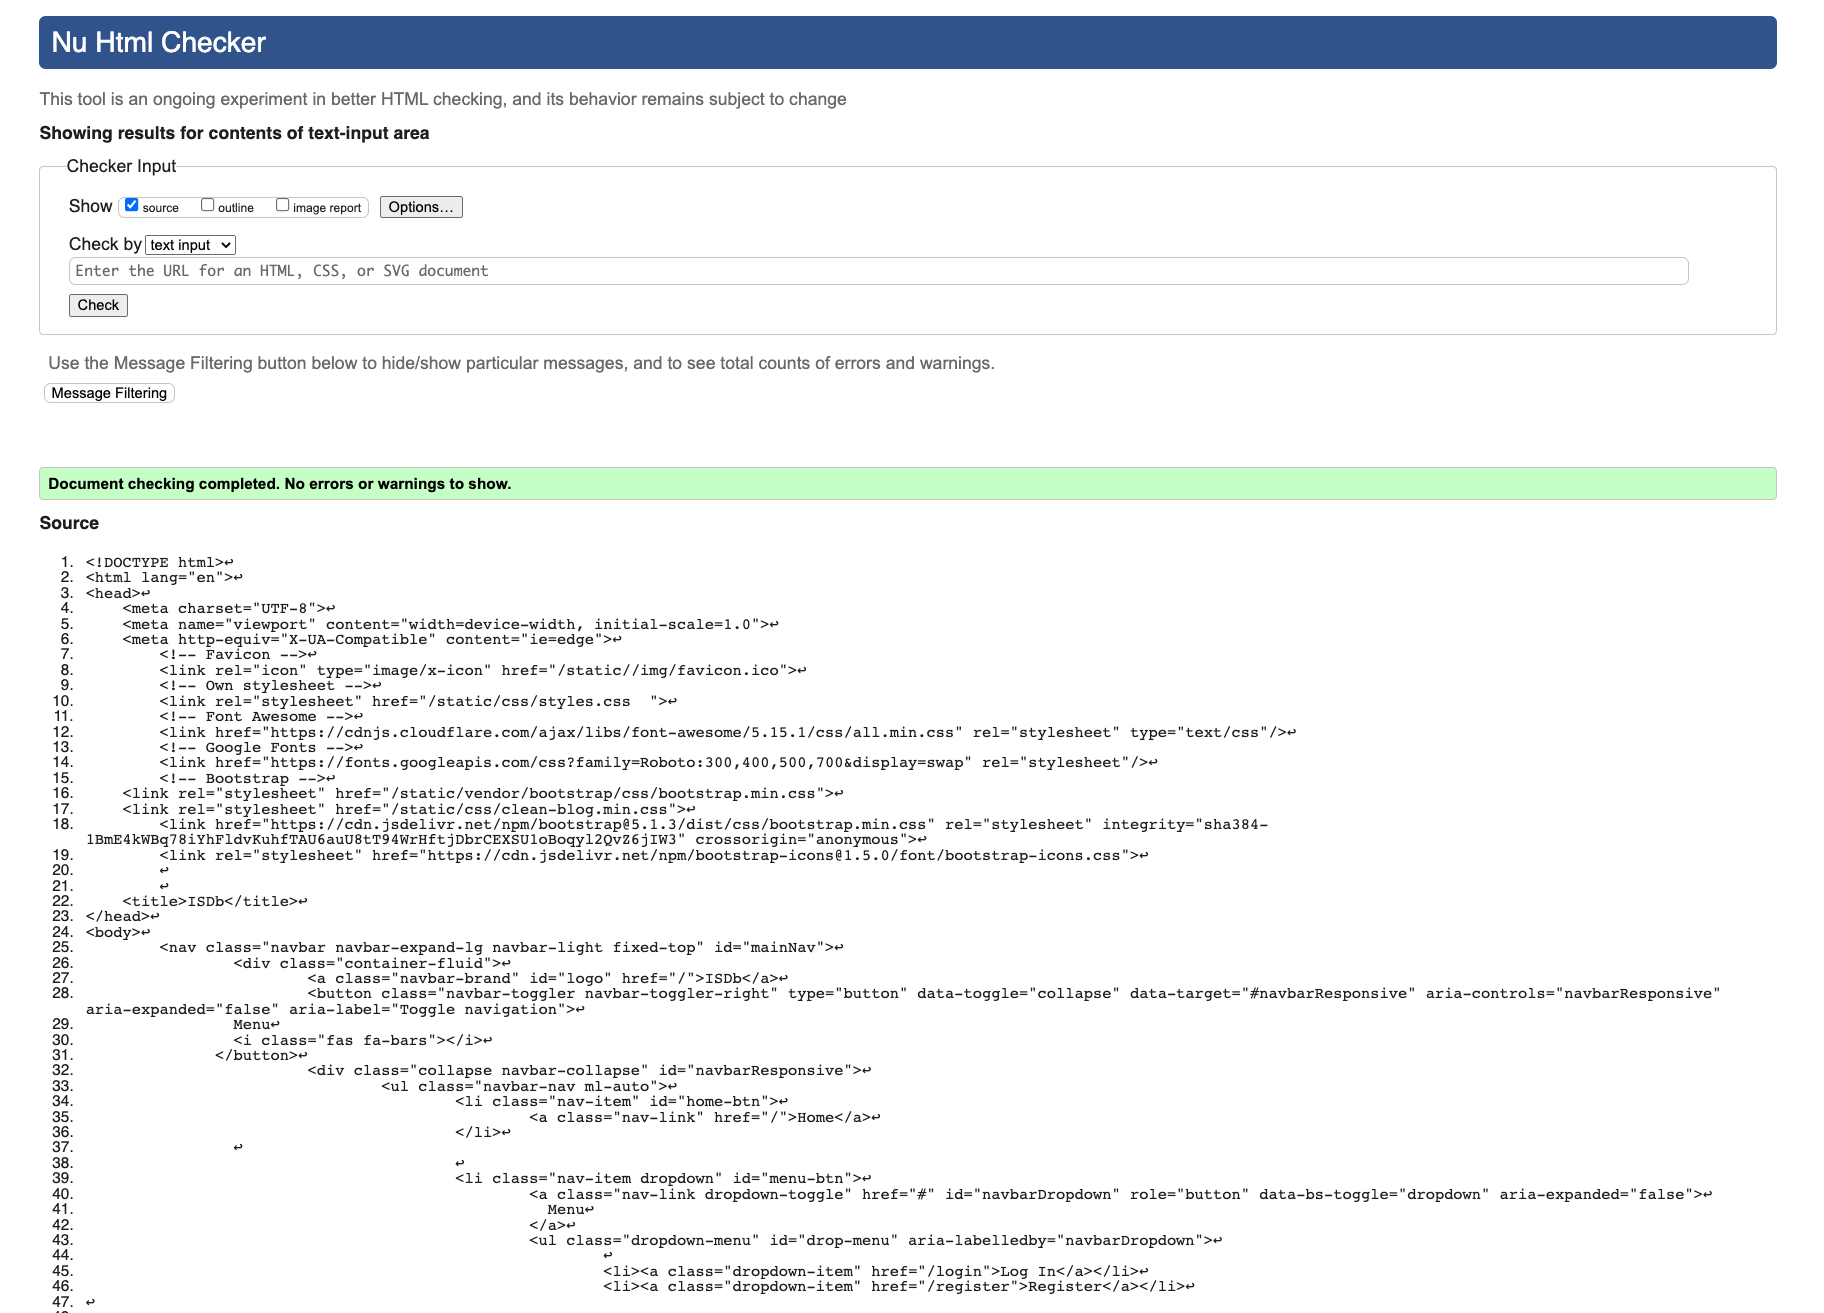 Nu Html Checker
This tool is an ongoing experiment in better HTML checking, and its behavior remains subject to change
Showing results for contents of text-input area
Checker Input
Show source outline image report Options...
Check by text input
Enter the URL for an HTML, CSS, or SVG document
Check
Use the Message Filtering button below to hide/show particular messages, and to see total counts of errors and warnings.
Message Filtering
Document checking completed. No errors or warnings to show.
Source
1. <!DOCTYPE html>↩
2. <html lang="en">↩
3. <head>↩
4. <meta charset="UTF-8">↩
5. <meta name="viewport" content="width=device-width, initial-scale=1.0">↩
6. <meta http-equiv="X-UA-Compatible" content="ie=edge">↩
7. <!-- Favicon -->↩
8. <link rel="icon" type="image/x-icon" href="/static//img/favicon.ico">↩
9. <!-- Own stylesheet -->↩
10. <link rel="stylesheet" href="/static/css/styles.css  ">↩
11. <!-- Font Awesome -->↩
12. <link href="https://cdnjs.cloudflare.com/ajax/libs/font-awesome/5.15.1/css/all.min.css" rel="stylesheet" type="text/css"/>↩
13. <!-- Google Fonts -->↩
14. <link href="https://fonts.googleapis.com/css?family=Roboto:300,400,500,700&display=swap" rel="stylesheet"/>↩
15. <!-- Bootstrap -->↩
16. <link rel="stylesheet" href="/static/vendor/bootstrap/css/bootstrap.min.css">↩
17. <link rel="stylesheet" href="/static/css/clean-blog.min.css">↩
18. <link href="https://cdn.jsdelivr.net/npm/bootstrap@5.1.3/dist/css/bootstrap.min.css" rel="stylesheet" integrity="sha384-
1BmE4kWBq78iYhFldvKuhfTAU6auU8tT94WrHftjDbrCEXSU1oBoqyl2QvZ6jIW3" crossorigin="anonymous">↩
19. <link rel="stylesheet" href="https://cdn.jsdelivr.net/npm/bootstrap-icons@1.5.0/font/bootstrap-icons.css">↩
20. ↩
21. ↩
22. <title>ISDb</title>↩
23. </head>↩
24. <body>↩
25. <nav class="navbar navbar-expand-lg navbar-light fixed-top" id="mainNav">↩
26. <div class="container-fluid">↩
27. <a class="navbar-brand" id="logo" href="/">ISDb</a>↩
28. <button class="navbar-toggler navbar-toggler-right" type="button" data-toggle="collapse" data-target="#navbarResponsive" aria-controls="navbarResponsive"
aria-expanded="false" aria-label="Toggle navigation">↩
29. Menu↩
30. <i class="fas fa-bars"></i>↩
31. </button>↩
32. <div class="collapse navbar-collapse" id="navbarResponsive">↩
33. <ul class="navbar-nav ml-auto">↩
34. <li class="nav-item" id="home-btn">↩
35. <a class="nav-link" href="/">Home</a>↩
36. </li>↩
37. ↩
38. ↩
39. <li class="nav-item dropdown" id="menu-btn">↩
40. <a class="nav-link dropdown-toggle" href="#" id="navbarDropdown" role="button" data-bs-toggle="dropdown" aria-expanded="false">↩
41. Menu↩
42. </a>↩
43. <ul class="dropdown-menu" id="drop-menu" aria-labelledby="navbarDropdown">↩
44. ↩
45. <li><a class="dropdown-item" href="/login">Log In</a></li>↩
46. <li><a class="dropdown-item" href="/register">Register</a></li>↩
47. ↩